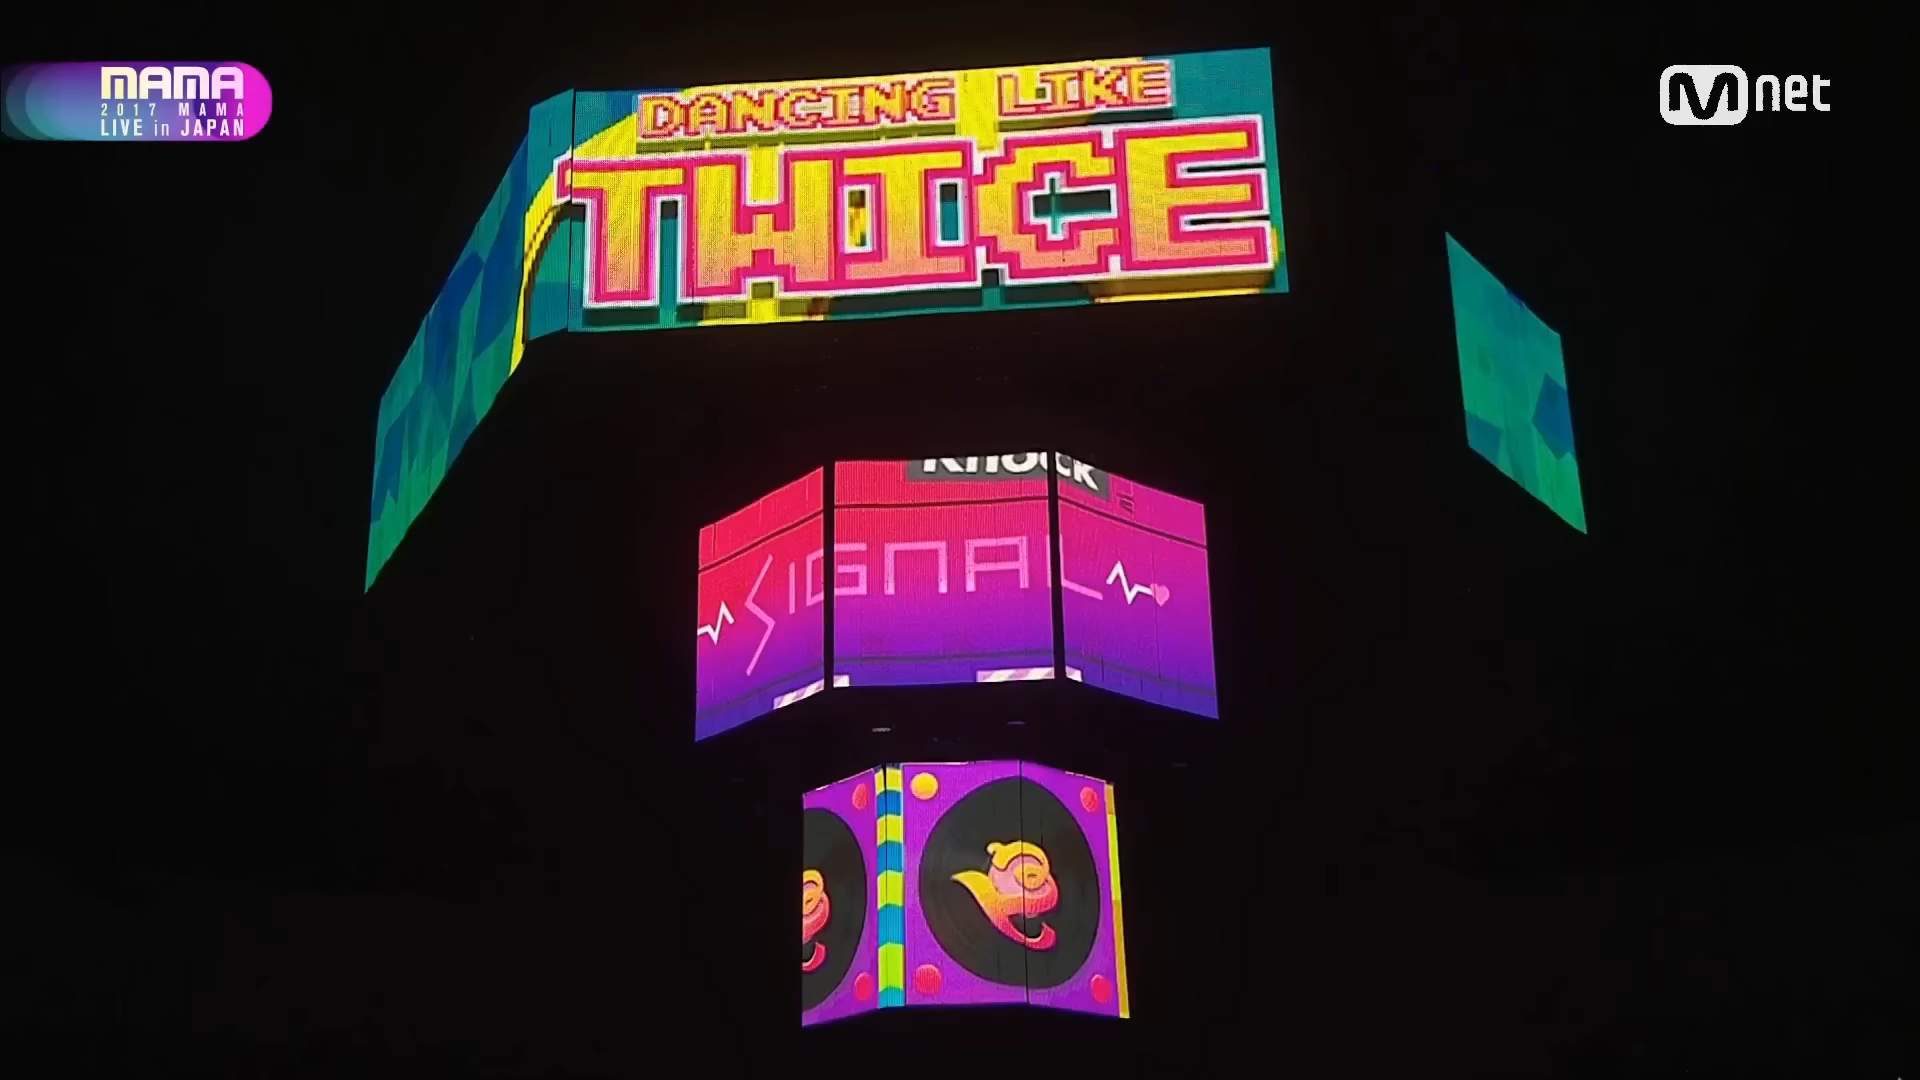 MAMA
2017 MAMA
LIVE in JAPAN
Mnet
DANCING LIKE
TWICE
Knock
SIGNAL